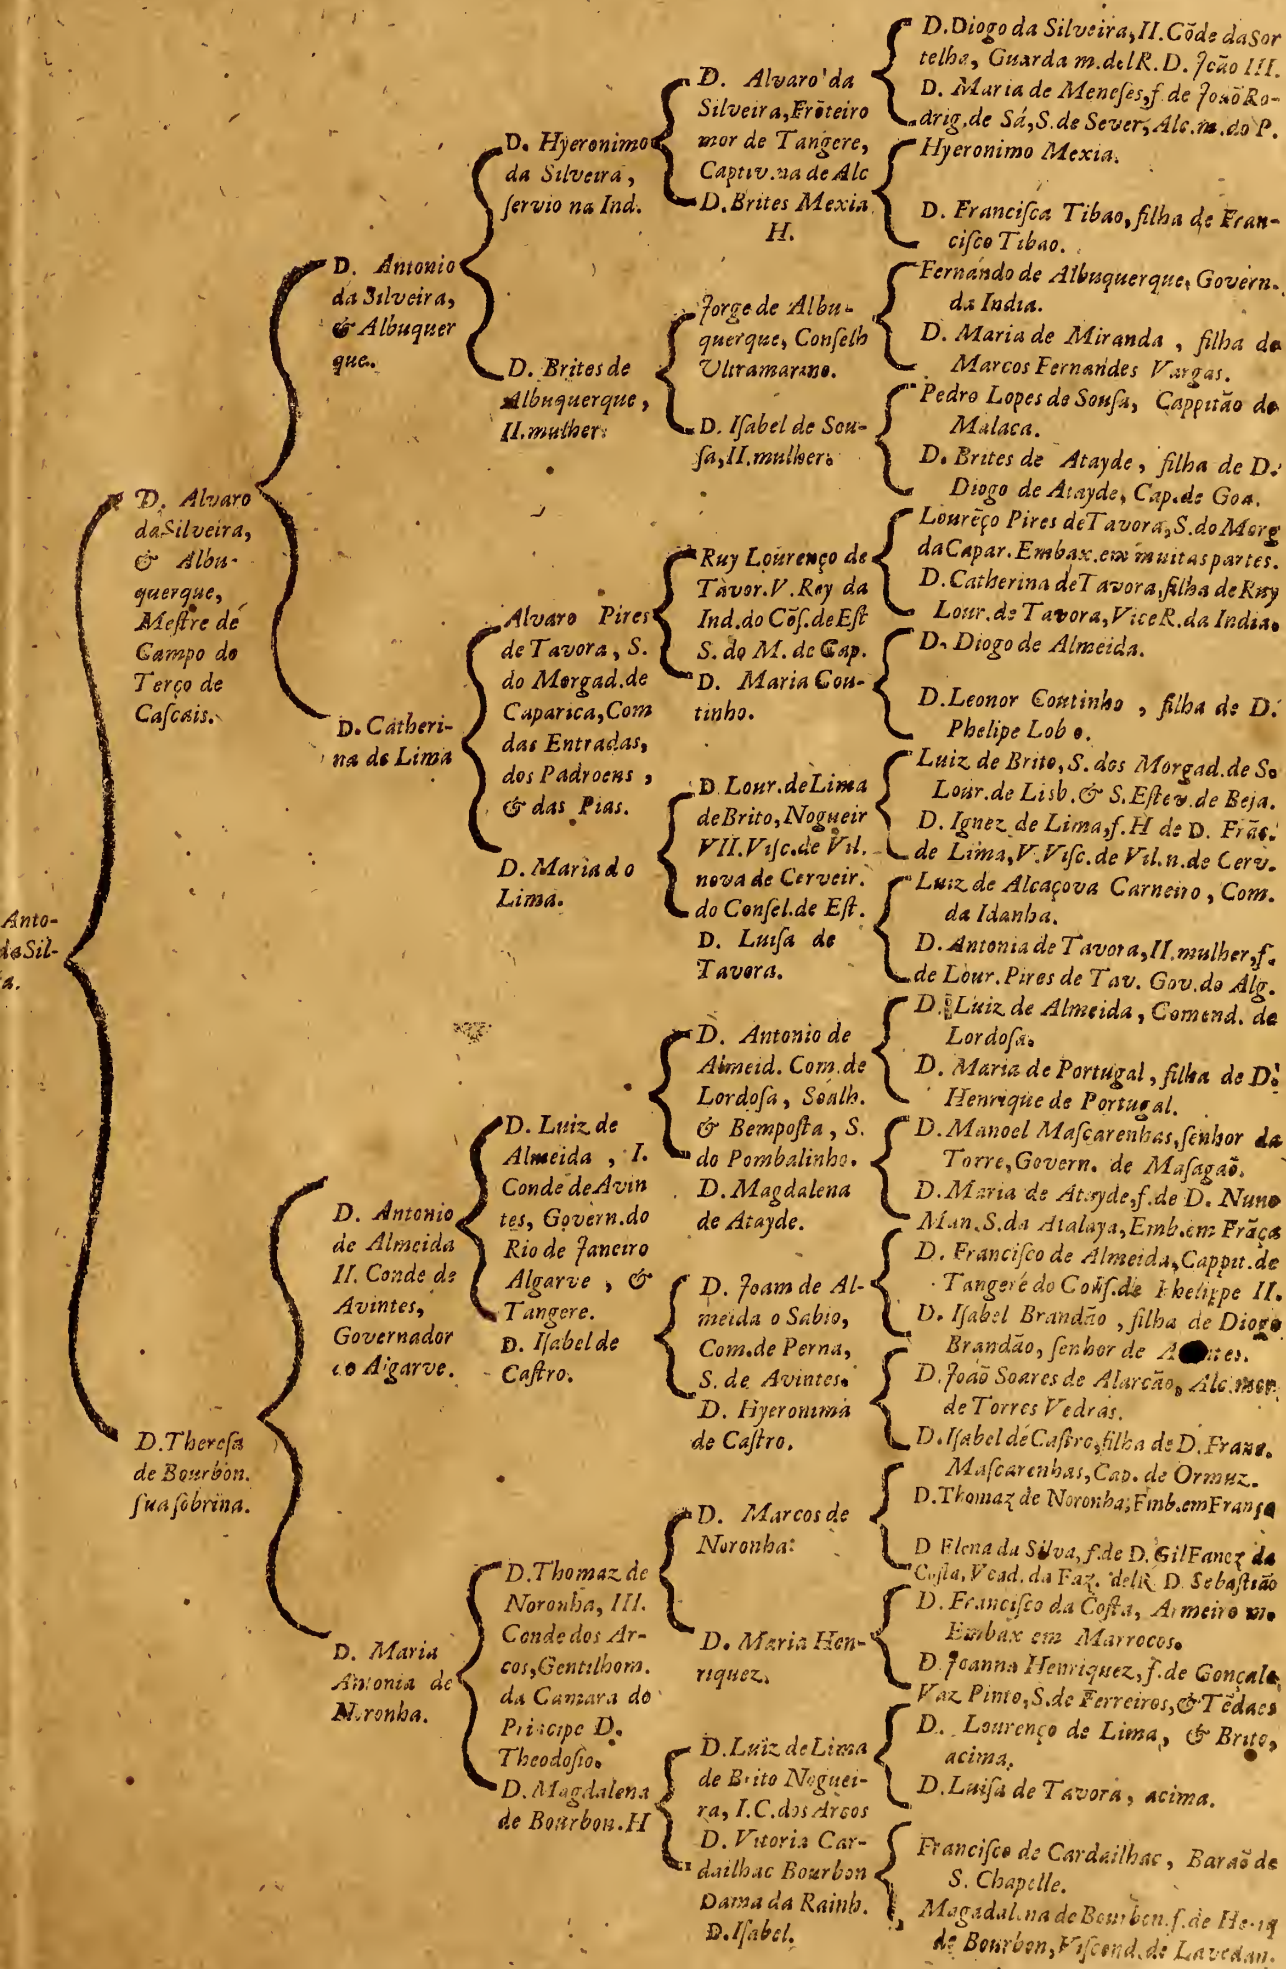 Anto-
da Sil-
a.
D. Alvaro
da Silveira,
& Albu-
querque,
Meſtre de
Campo do
Terço de
Caſcais.
D. Thereſa
de Bourbon.
ſua ſobrina.
D. Antonio
da Silveira,
& Albuquer
que.
D. Catheri-
na de Lima
D. Antonio
de Almeida
II. Conde de
Avintes,
Governador
do Algarve.
D. Maria
Antonia de
Noronha.
D. Hyeronimo
da Silveira,
ſervio na Ind.
D. Brites de
Albuquerque,
II. mulher.
Alvaro Pires
de Tavora, S.
do Morgad. de
Caparica, Com
das Entradas,
dos Padroens,
& das Pias.
D. Maria do
Lima.
D. Luiz de
Almeida, I.
Conde de Avin
tes, Govern. do
Rio de Janeiro
Algarve, &
Tangere.
D. Iſabel de
Caſtro.
D. Thomaz de
Noronha, III.
Conde dos Ar-
cos, Gentilhom.
da Camara do
Principe D.
Theodoſio.
D. Magdalena
de Bourbon. H
D. Alvaro da
Silveira, Frõteiro
mor de Tangere,
Captiv. na de Alc
D. Brites Mexia
H.
Jorge de Albu-
querque, Conſelh
Ultramarino.
D. Iſabel de Sou-
ſa, II. mulher.
Ruy Lourenço de
Tavor. V. Rey da
Ind. do Cõſ. de Eſt
S. do M. de Cap.
D. Maria Cou-
tinho.
D. Lour. de Lima
de Brito, Nogueir
VII. Viſc. de Vil.
nova de Cerveir.
do Conſel. de Eſt.
D. Luiſa de
Tavora.
D. Antonio de
Almeid. Com. de
Lordoſa, Soalh.
& Bempoſta, S.
do Pombalinho.
D. Magdalena
de Atayde.
D. Joam de Al-
meida o Sabio,
Com. de Perna,
S. de Avintes.
D. Hyeronima
de Caſtro.
D. Marcos de
Noronha.
D. Maria Hen-
riquez.
D. Luiz de Lima
de Brito Noguei-
ra, I. C. dos Arcos
D. Vitoria Car-
dailhac Bourbon
Dama da Rainh.
D. Iſabel.
D. Diogo da Silveira, II. Cõde da Sor
telha, Guarda m. del R. D. João III.
D. Maria de Meneſes, f. de João Ro-
drig. de Sá, S. de Sever, Alc. m. do P.
Hyeronimo Mexia.
D. Franciſca Tibao, filha de Fran-
ciſco Tibao.
Fernando de Albuquerque, Govern.
da India.
D. Maria de Miranda, filha de
Marcos Fernandes Vargas.
Pedro Lopes de Souſa, Cappitão de
Malaca.
D. Brites de Atayde, filha de D.
Diogo de Atayde, Cap. de Goa.
Lourẽço Pires de Tavora, S. do Morg
da Capar. Embax. em muitas partes.
D. Catherina de Tavora, filha de Ruy
Lour. de Tavora, Vice R. da India.
D. Diogo de Almeida.
D. Leonor Coutinho, filha de D.
Phelipe Lobo.
Luiz de Brito, S. dos Morgad. de S.
Lour. de Lisb. & S. Eſtev. de Beja.
D. Ignez de Lima, f. H de D. Frãc.
de Lima, V. Viſc. de Vil. n. de Cerv.
Luiz de Alcaçova Carneiro, Com.
da Idanha.
D. Antonia de Tavora, II. mulher, f.
de Lour. Pires de Tav. Gov. do Alg.
D. Luiz de Almeida, Comend. de
Lordoſa.
D. Maria de Portugal, filha de D.
Henrique de Portugal.
D. Manoel Maſcarenhas, ſenhor da
Torre, Govern. de Maſagaõ.
D. Maria de Atayde, f. de D. Nuno
Man. S. da Atalaya, Emb. em Frãça
D. Franciſco de Almeida, Cappit. de
Tangere do Conſ. de Phelippe II.
D. Iſabel Brandão, filha de Diogo
Brandão, ſenhor de
D. João Soares de Alarcão, Alc. mor
de Torres Vedras.
D. Iſabel de Caſtro, filha de D. Franc.
Maſcarenhas, Cap. de Ormuz.
D. Thomaz de Noronha, Emb. em França
D Elena da Silva, f. de D. Gil Eanez da
Coſta, Vead. da Faz. del R. D. Sebaſtião
D. Franciſco da Coſta, Armeiro m.
Embax em Marrocos.
D. Joanna Henriquez, f. de Gonçalo
Vaz Pinto, S. de Ferreiros, & Tẽdaes
D. Lourenço de Lima, & Brito,
acima.
D. Luiſa de Tavora, acima.
Franciſco de Cardailhac, Baraõ de
S. Chapelle.
Magadalena de Bourbon. f. de Henriq
de Bourbon, Viſcond. de Lavedan.